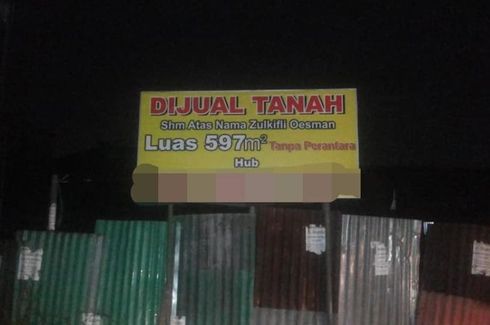 DIJUAL TANAH
Shm Atas Nama Zulkifli Oesman
Luas 597m² Tanpa Perantara
Hub